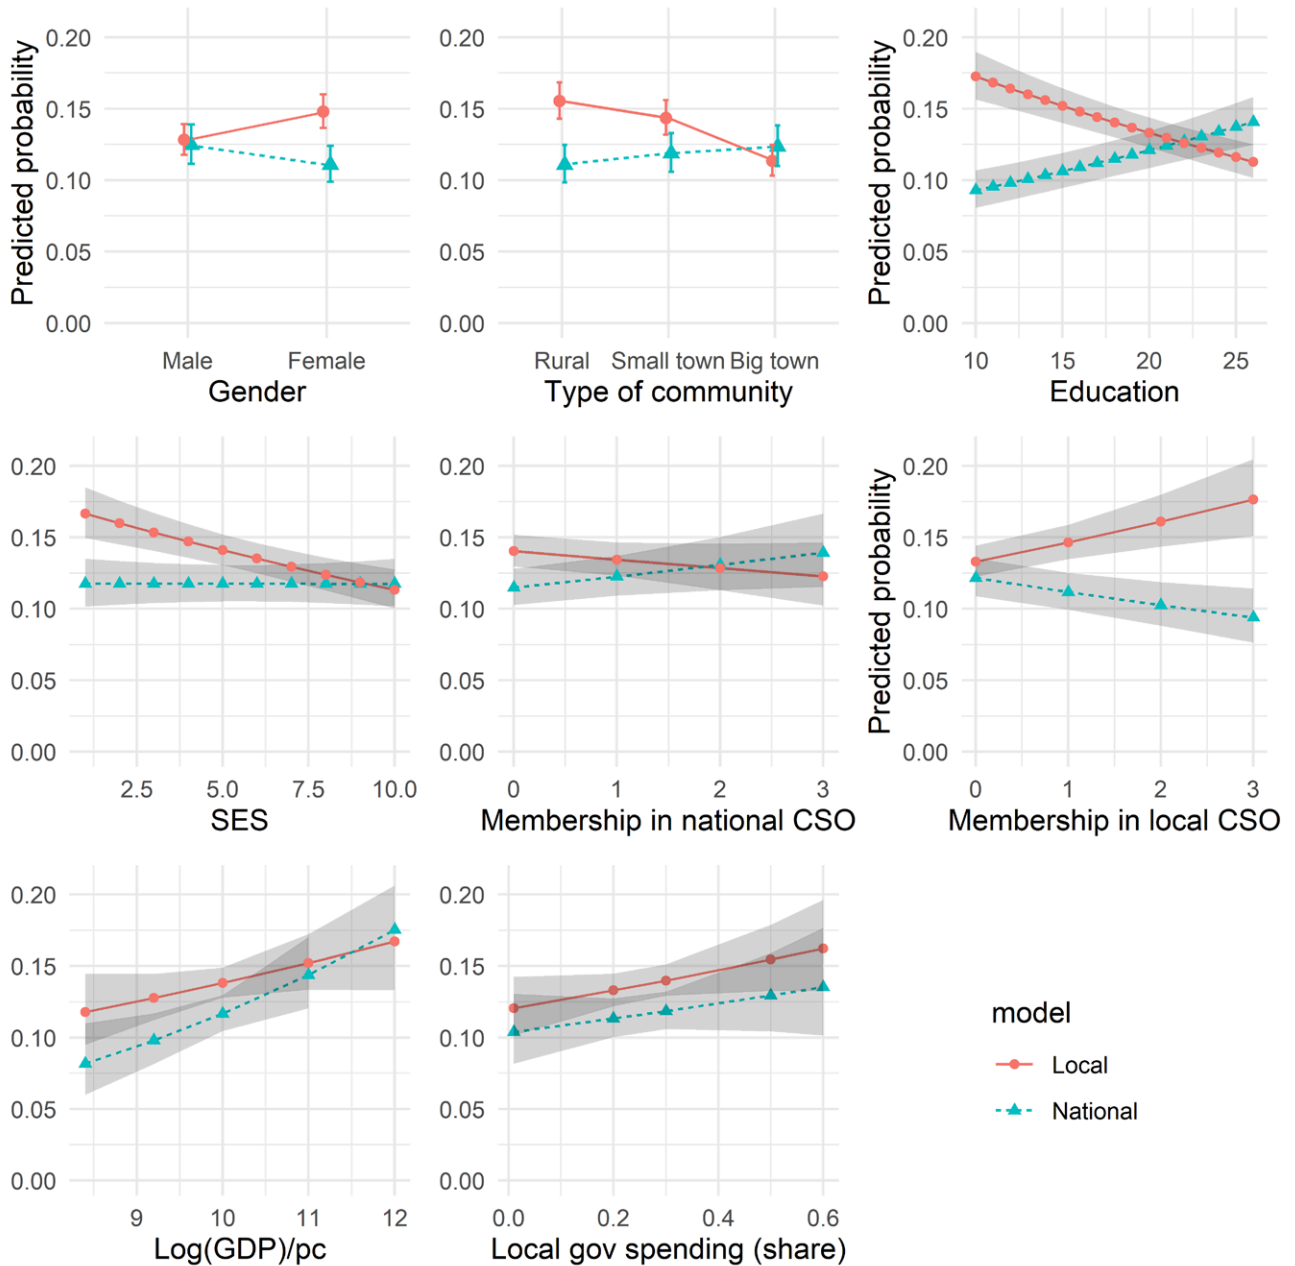 Predicted probability
0.20
0.15
0.10
0.05
0.00
Male Female
Gender
0.20
0.15
0.10
0.05
0.00
Rural Small town Big town
Type of community
Predicted probability
0.20
0.15
0.10
0.05
0.00
10 15 20 25
Education
0.20
0.15
0.10
0.05
0.00
2.5 5.0 7.5 10.0
SES
0.20
0.15
0.10
0.05
0.00
0 1 2 3
Membership in national CSO
Predicted probability
0.20
0.15
0.10
0.05
0.00
0 1 2 3
Membership in local CSO
0.20
0.15
0.10
0.05
0.00
9 10 11 12
Log(GDP)/pc
0.20
0.15
0.10
0.05
0.00
0.0 0.2 0.4 0.6
Local gov spending (share)
model
Local
National